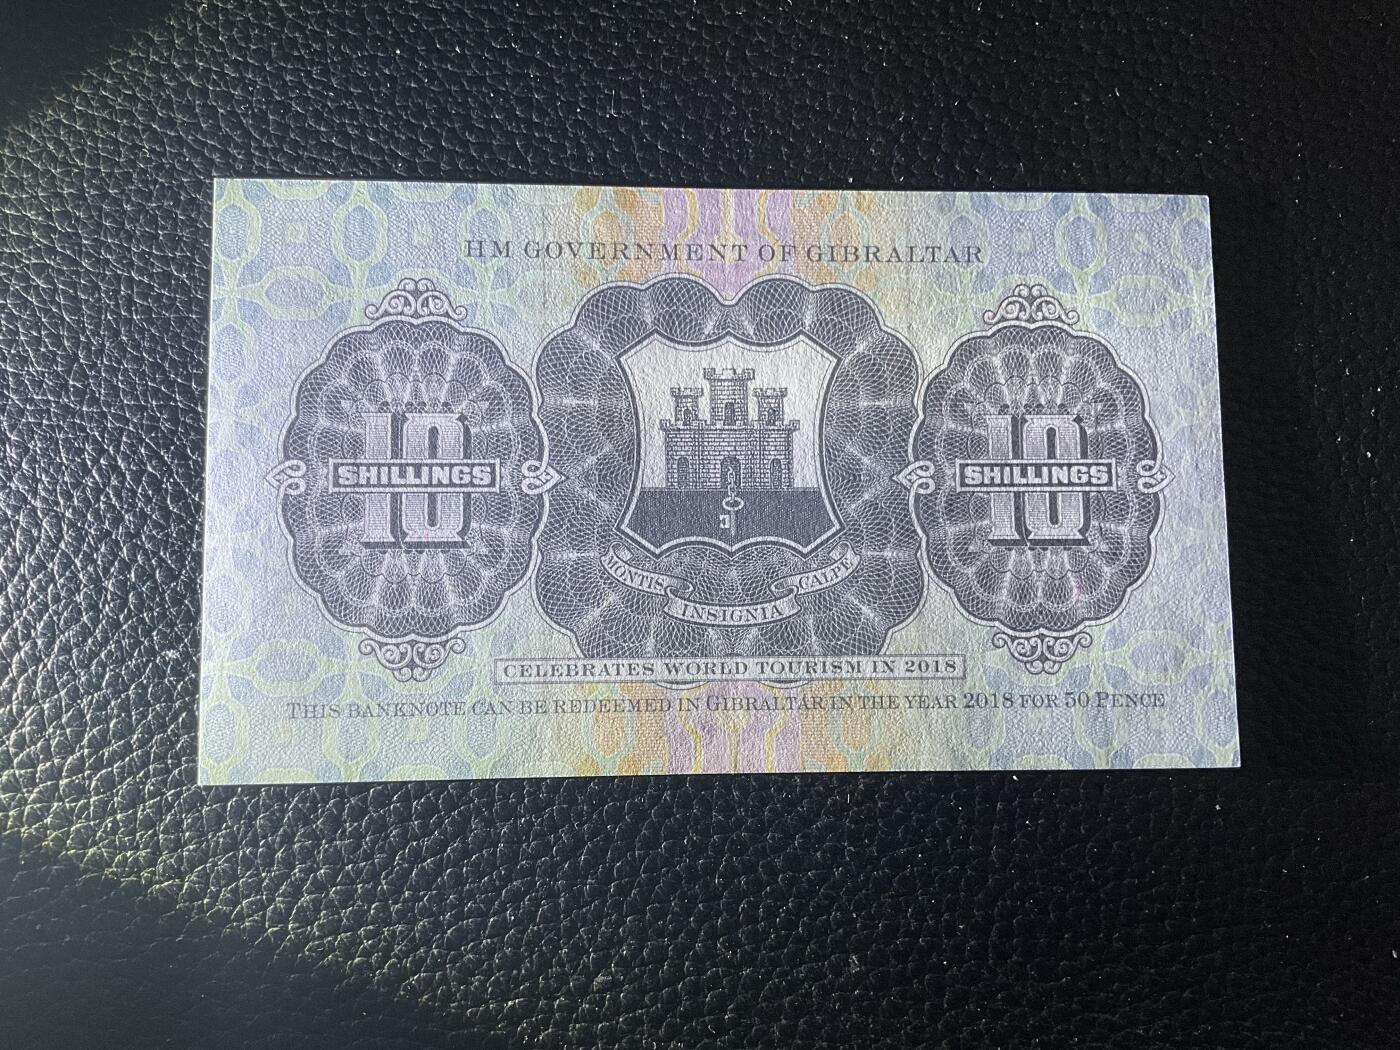 HM GOVERNMENT OF GIBRALTAR
10
SHILLINGS
10
SHILLINGS
MONTIS
INSIGNIA
CALPE
CELEBRATES WORLD TOURISM IN 2018
THIS BANKNOTE CAN BE REDEEMED IN GIBRALTAR IN THE YEAR 2018 FOR 50 PENCE